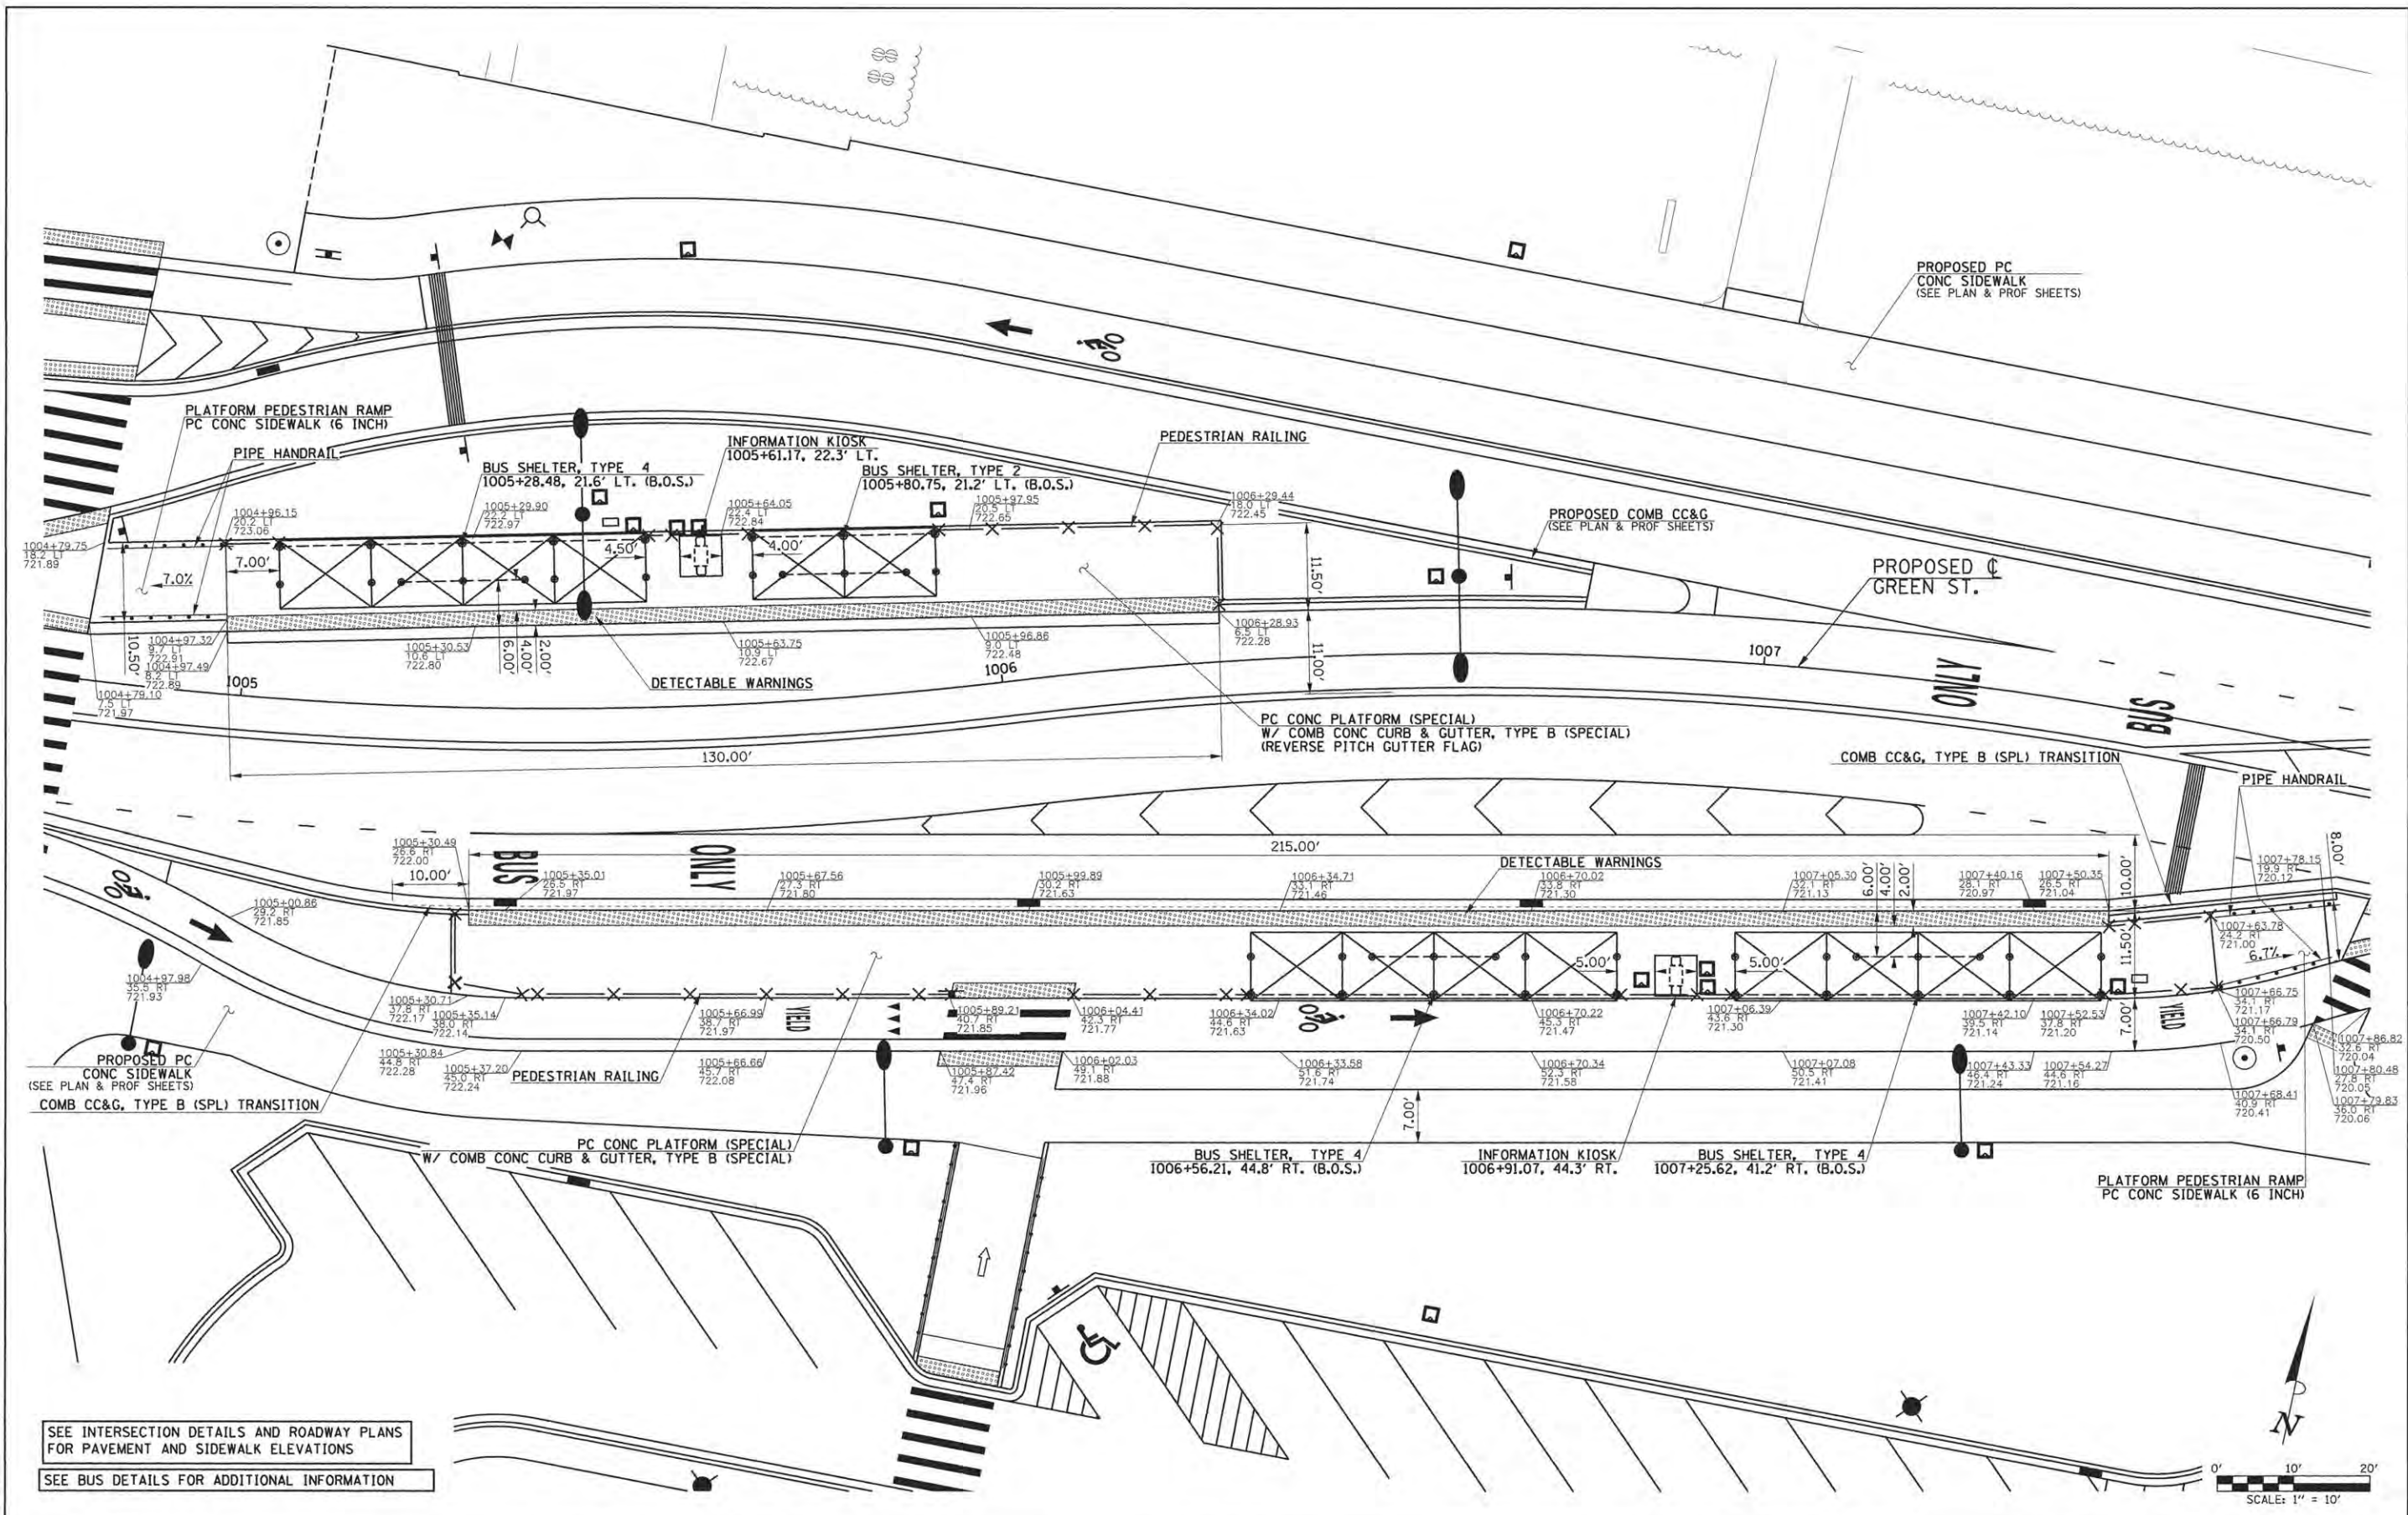 PROPOSED PC
CONC SIDEWALK
(SEE PLAN & PROF SHEETS)
PLATFORM PEDESTRIAN RAMP
PC CONC SIDEWALK (6 INCH)
PIPE HANDRAIL
BUS SHELTER, TYPE 4
1005+28.48, 21.6' LT. (B.O.S.)
INFORMATION KIOSK
1005+61.17, 22.3' LT.
BUS SHELTER, TYPE 2
1005+80.75, 21.2' LT. (B.O.S.)
PEDESTRIAN RAILING
PROPOSED COMB CC&G
(SEE PLAN & PROF SHEETS)
PROPOSED ℄
GREEN ST.
1004+79.75
18.2 LT
721.89
1004+96.15
20.2 LT
723.06
1005+29.90
22.2 LT
722.97
1005+64.05
22.4 LT
722.84
1005+97.95
20.5 LT
722.65
1006+29.44
18.0 LT
722.45
7.00'
7.0%
4.50'
4.00'
11.50'
10.50'
1004+97.32
9.7 LT
722.91
1004+97.49
8.2 LT
722.89
1004+79.10
7.5 LT
721.97
1005+30.53
10.6 LT
722.80
6.00'
4.00'
2.00'
1005+63.75
10.9 LT
722.67
1005+96.86
9.0 LT
722.48
1006+28.93
6.5 LT
722.28
11.00'
1005
1006
1007
DETECTABLE WARNINGS
ONLY
BUS
PC CONC PLATFORM (SPECIAL)
W/ COMB CONC CURB & GUTTER, TYPE B (SPECIAL)
(REVERSE PITCH GUTTER FLAG)
130.00'
COMB CC&G, TYPE B (SPL) TRANSITION
PIPE HANDRAIL
1005+30.49
26.6 RT
722.00
10.00'
BUS
ONLY
215.00'
DETECTABLE WARNINGS
6.00'
4.00'
2.00'
10.00'
8.00'
1005+35.01
26.5 RT
721.97
1005+67.56
27.3 RT
721.80
1005+99.89
30.2 RT
721.63
1006+34.71
33.1 RT
721.46
1006+70.02
33.8 RT
721.30
1007+05.30
32.1 RT
721.13
1007+40.16
28.1 RT
720.97
1007+50.35
26.5 RT
721.04
1007+78.15
19.9 RT
720.12
1005+00.86
29.2 RT
721.85
1004+97.98
35.5 RT
721.93
1007+63.78
24.2 RT
721.00
6.7%
11.50'
5.00'
5.00'
1005+30.71
37.8 RT
722.17
1005+35.14
38.0 RT
722.14
1005+66.99
38.7 RT
721.97
YIELD
1005+89.21
40.7 RT
721.85
1006+04.41
42.3 RT
721.77
1006+34.02
44.6 RT
721.63
1006+70.22
45.3 RT
721.47
1007+06.39
43.6 RT
721.30
1007+42.10
39.5 RT
721.14
1007+52.53
37.8 RT
721.20
7.00'
YIELD
1007+66.75
34.1 RT
721.17
1007+66.79
34.1 RT
720.50
1007+86.82
32.6 RT
720.04
1007+80.48
27.8 RT
720.05
1007+79.83
36.0 RT
720.06
1007+68.41
40.9 RT
720.41
PROPOSED PC
CONC SIDEWALK
(SEE PLAN & PROF SHEETS)
COMB CC&G, TYPE B (SPL) TRANSITION
1005+30.84
44.8 RT
722.28
1005+37.20
45.0 RT
722.24
PEDESTRIAN RAILING
1005+66.66
45.7 RT
722.08
1005+87.42
47.4 RT
721.96
1006+02.03
49.1 RT
721.88
1006+33.58
51.6 RT
721.74
1006+70.34
52.3 RT
721.58
1007+07.08
50.5 RT
721.41
1007+43.33
46.4 RT
721.24
1007+54.27
44.6 RT
721.16
7.00'
PC CONC PLATFORM (SPECIAL)
W/ COMB CONC CURB & GUTTER, TYPE B (SPECIAL)
BUS SHELTER, TYPE 4
1006+56.21, 44.8' RT. (B.O.S.)
INFORMATION KIOSK
1006+91.07, 44.3' RT.
BUS SHELTER, TYPE 4
1007+25.62, 41.2' RT. (B.O.S.)
PLATFORM PEDESTRIAN RAMP
PC CONC SIDEWALK (6 INCH)
SEE INTERSECTION DETAILS AND ROADWAY PLANS
FOR PAVEMENT AND SIDEWALK ELEVATIONS
SEE BUS DETAILS FOR ADDITIONAL INFORMATION
N
0' 10' 20'
SCALE: 1" = 10'